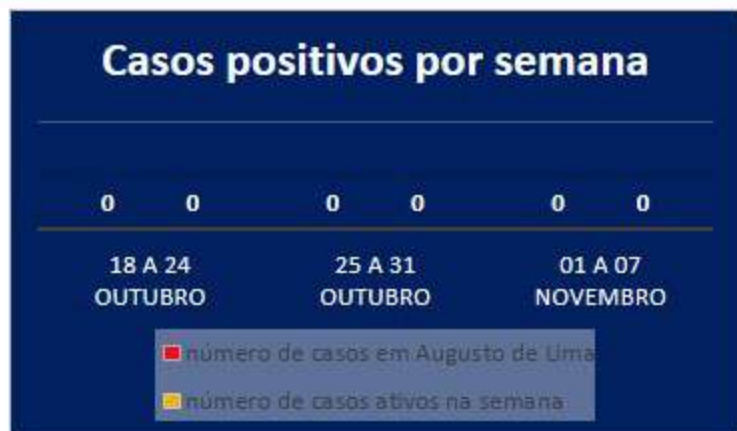 Casos positivos por semana
0 0 0 0 0 0
18 A 24 25 A 31 01 A 07
OUTUBRO OUTUBRO NOVEMBRO
número de casos em Augusto de Lima
número de casos ativos na semana